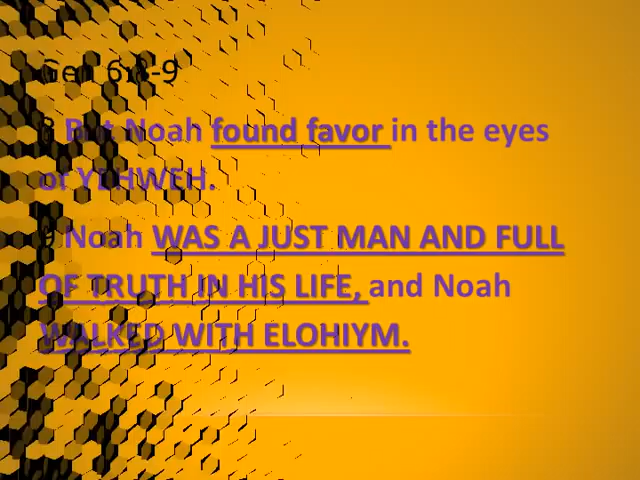 Gen 6:8-9
8 But Noah found favor in the eyes
of YEHWEH.
9 Noah WAS A JUST MAN AND FULL
OF TRUTH IN HIS LIFE, and Noah
WALKED WITH ELOHIYM.